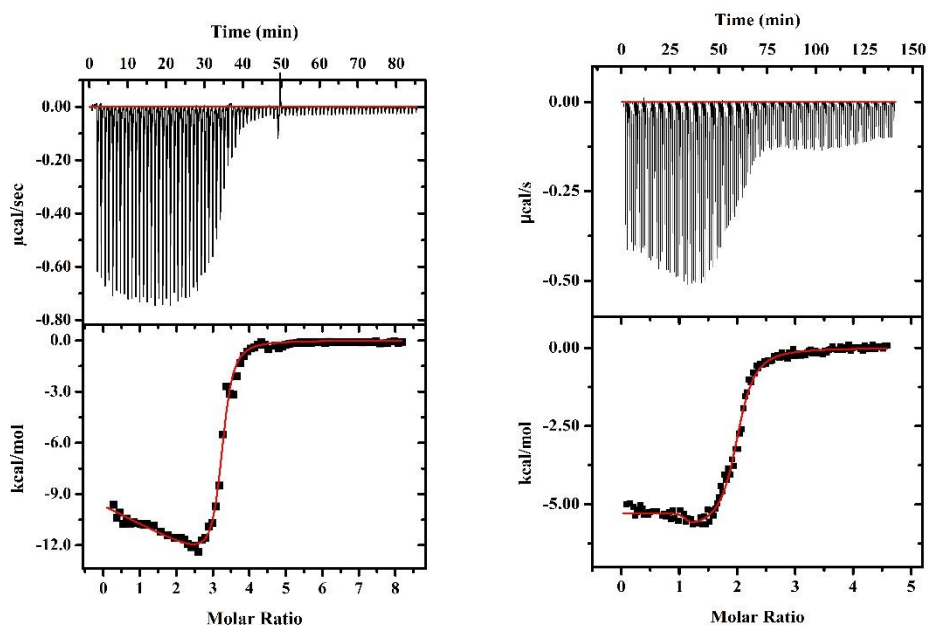 Time (min)
0 10 20 30 40 50 60 70 80
0.00
-0.20
-0.40
-0.60
-0.80
µcal/sec
0.0
-3.0
-6.0
-9.0
-12.0
kcal/mol
0 1 2 3 4 5 6 7 8
Molar Ratio
Time (min)
0 25 50 75 100 125 150
0.00
-0.25
-0.50
µcal/s
0.00
-2.50
-5.00
kcal/mol
0 1 2 3 4 5
Molar Ratio